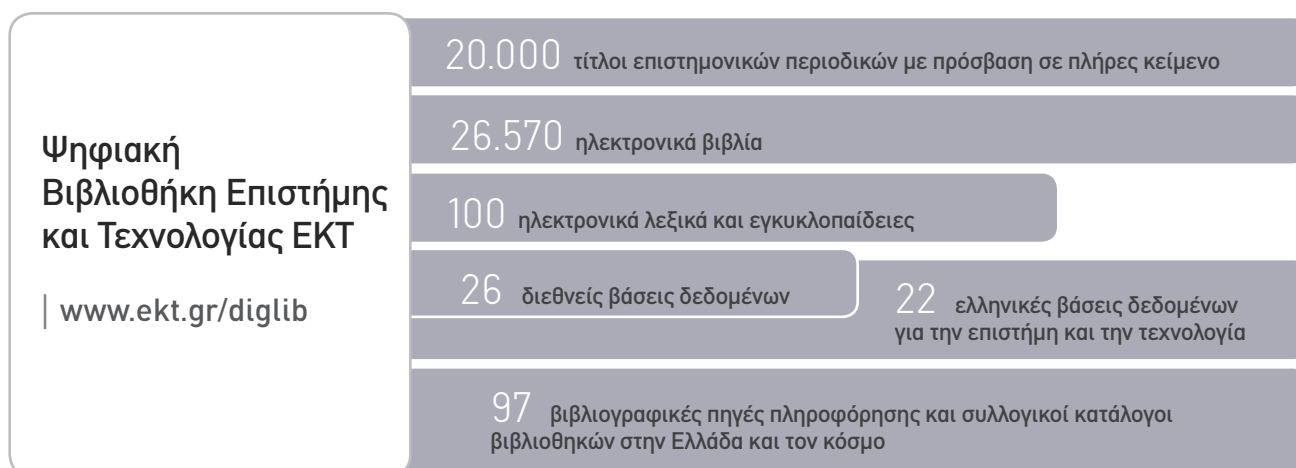 Ψηφιακή
Βιβλιοθήκη Επιστήμης
και Τεχνολογίας ΕΚΤ
www.ekt.gr/diglib
20.000 τίτλοι επιστημονικών περιοδικών με πρόσβαση σε πλήρες κείμενο
26.570 ηλεκτρονικά βιβλία
100 ηλεκτρονικά λεξικά και εγκυκλοπαίδειες
26 διεθνείς βάσεις δεδομένων
22 ελληνικές βάσεις δεδομένων
για την επιστήμη και την τεχνολογία
97 βιβλιογραφικές πηγές πληροφόρησης και συλλογικοί κατάλογοι
βιβλιοθηκών στην Ελλάδα και τον κόσμο